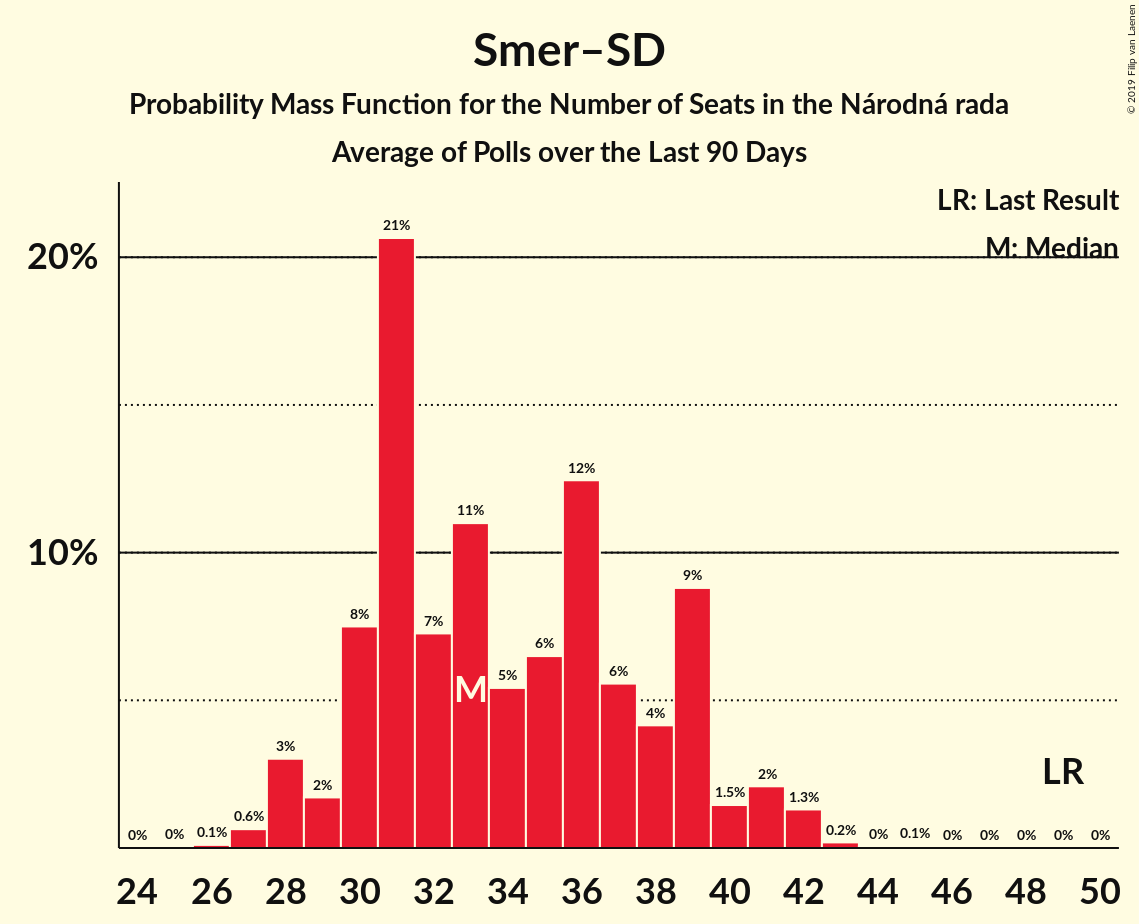 Smer–SD
Probability Mass Function for the Number of Seats in the Národná rada
Average of Polls over the Last 90 Days
© 2019 Filip van Laenen
LR: Last Result
M: Median
20%
10%
0% 0% 0.1% 0.6% 3% 2% 8% 21% 7% 11% 5% 6% 12% 6% 4% 9% 1.5% 2% 1.3% 0.2% 0% 0.1% 0% 0% 0% 0% 0%
M
LR
24 26 28 30 32 34 36 38 40 42 44 46 48 50